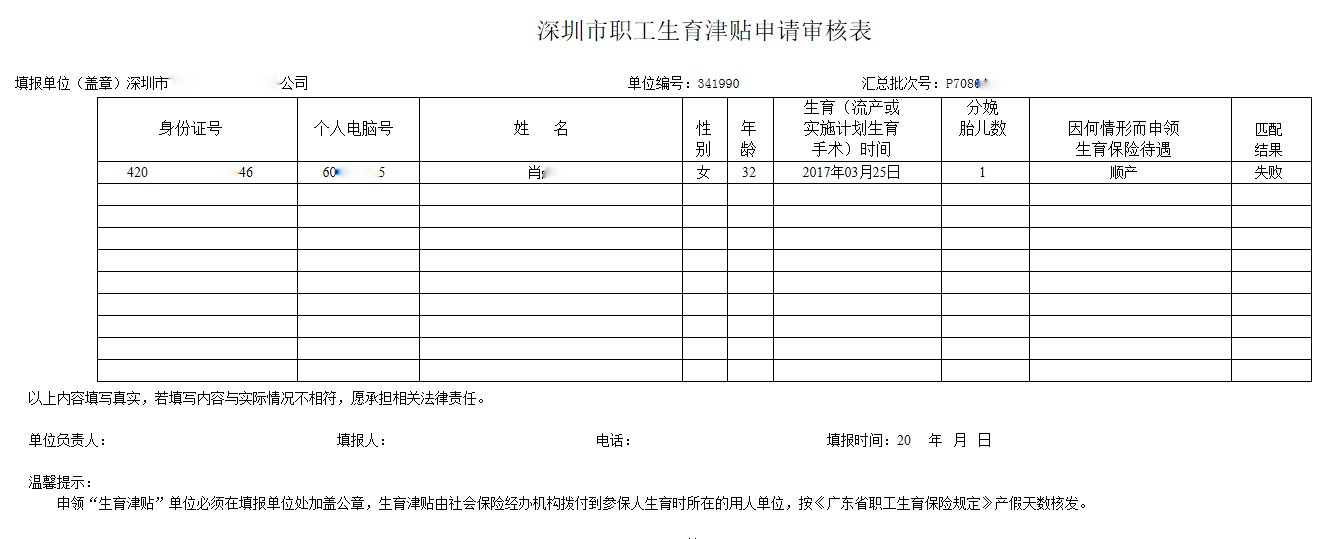 深圳市职工生育津贴申请审核表
填报单位（盖章）深圳市 公司 单位编号：341990 汇总批次号：P7080
身份证号 个人电脑号 姓 名 性别 年龄 生育（流产或实施计划生育手术）时间 分娩胎儿数 因何情形而申领生育保险待遇 匹配结果
420 46 60 5 肖 女 32 2017年03月25日 1 顺产 失败
以上内容填写真实，若填写内容与实际情况不相符，愿承担相关法律责任。
单位负责人： 填报人： 电话： 填报时间：20 年 月 日
温馨提示：
申领“生育津贴”单位必须在填报单位处加盖公章，生育津贴由社会保险经办机构拨付到参保人生育时所在的用人单位，按《广东省职工生育保险规定》产假天数核发。